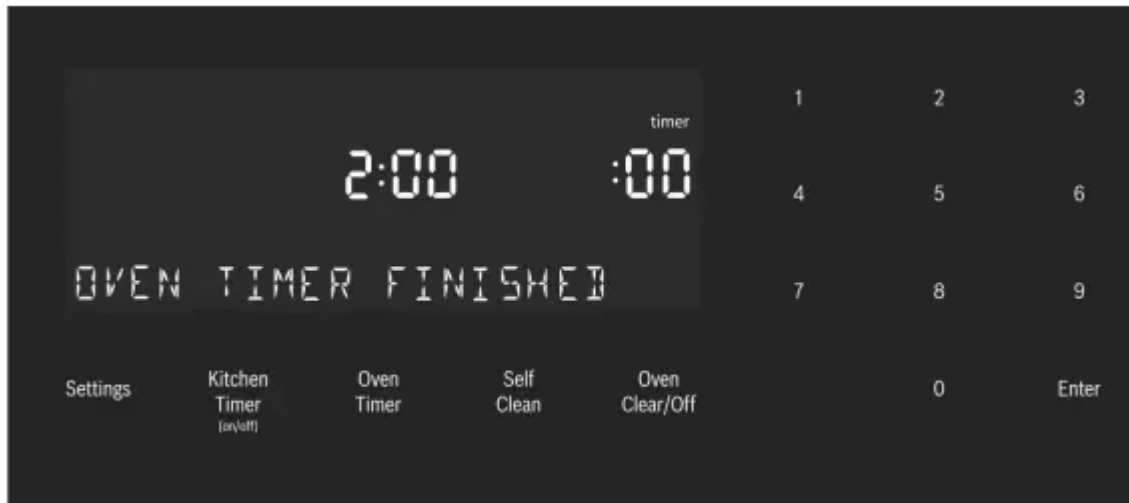 timer
2:00 :00
OVEN TIMER FINISHED
1 2 3
4 5 6
7 8 9
0 Enter
Settings
Kitchen
Timer
(on/off)
Oven
Timer
Self
Clean
Oven
Clear/Off